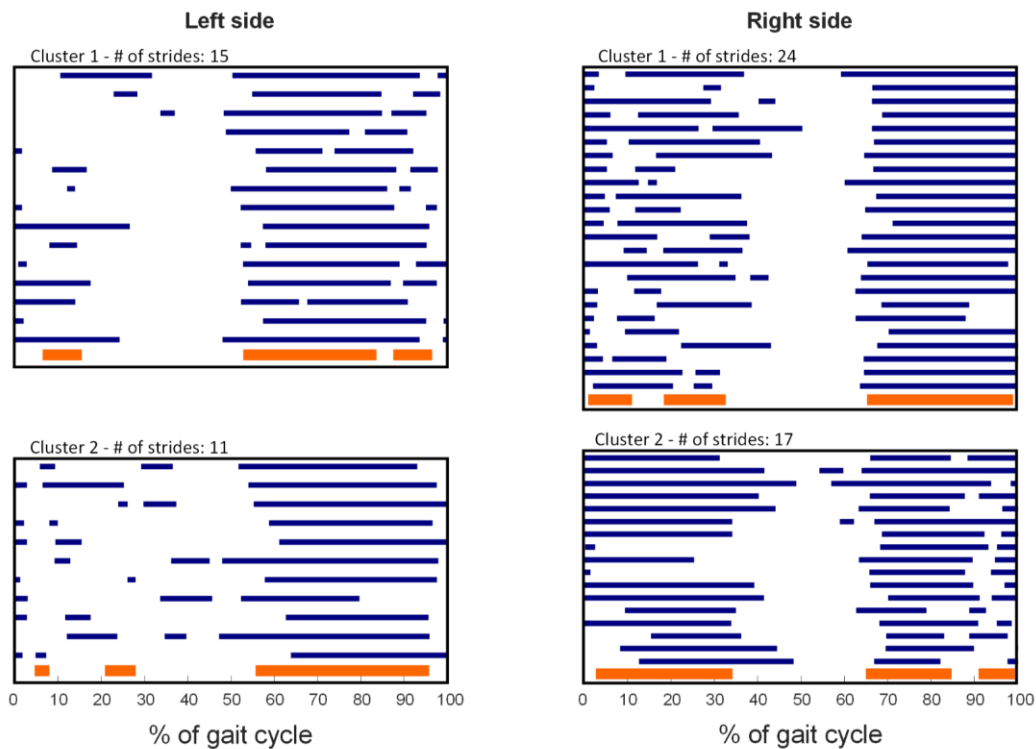 Left side
Cluster 1 - # of strides: 15
Cluster 2 - # of strides: 11
0 10 20 30 40 50 60 70 80 90 100
% of gait cycle
Right side
Cluster 1 - # of strides: 24
Cluster 2 - # of strides: 17
0 10 20 30 40 50 60 70 80 90 100
% of gait cycle